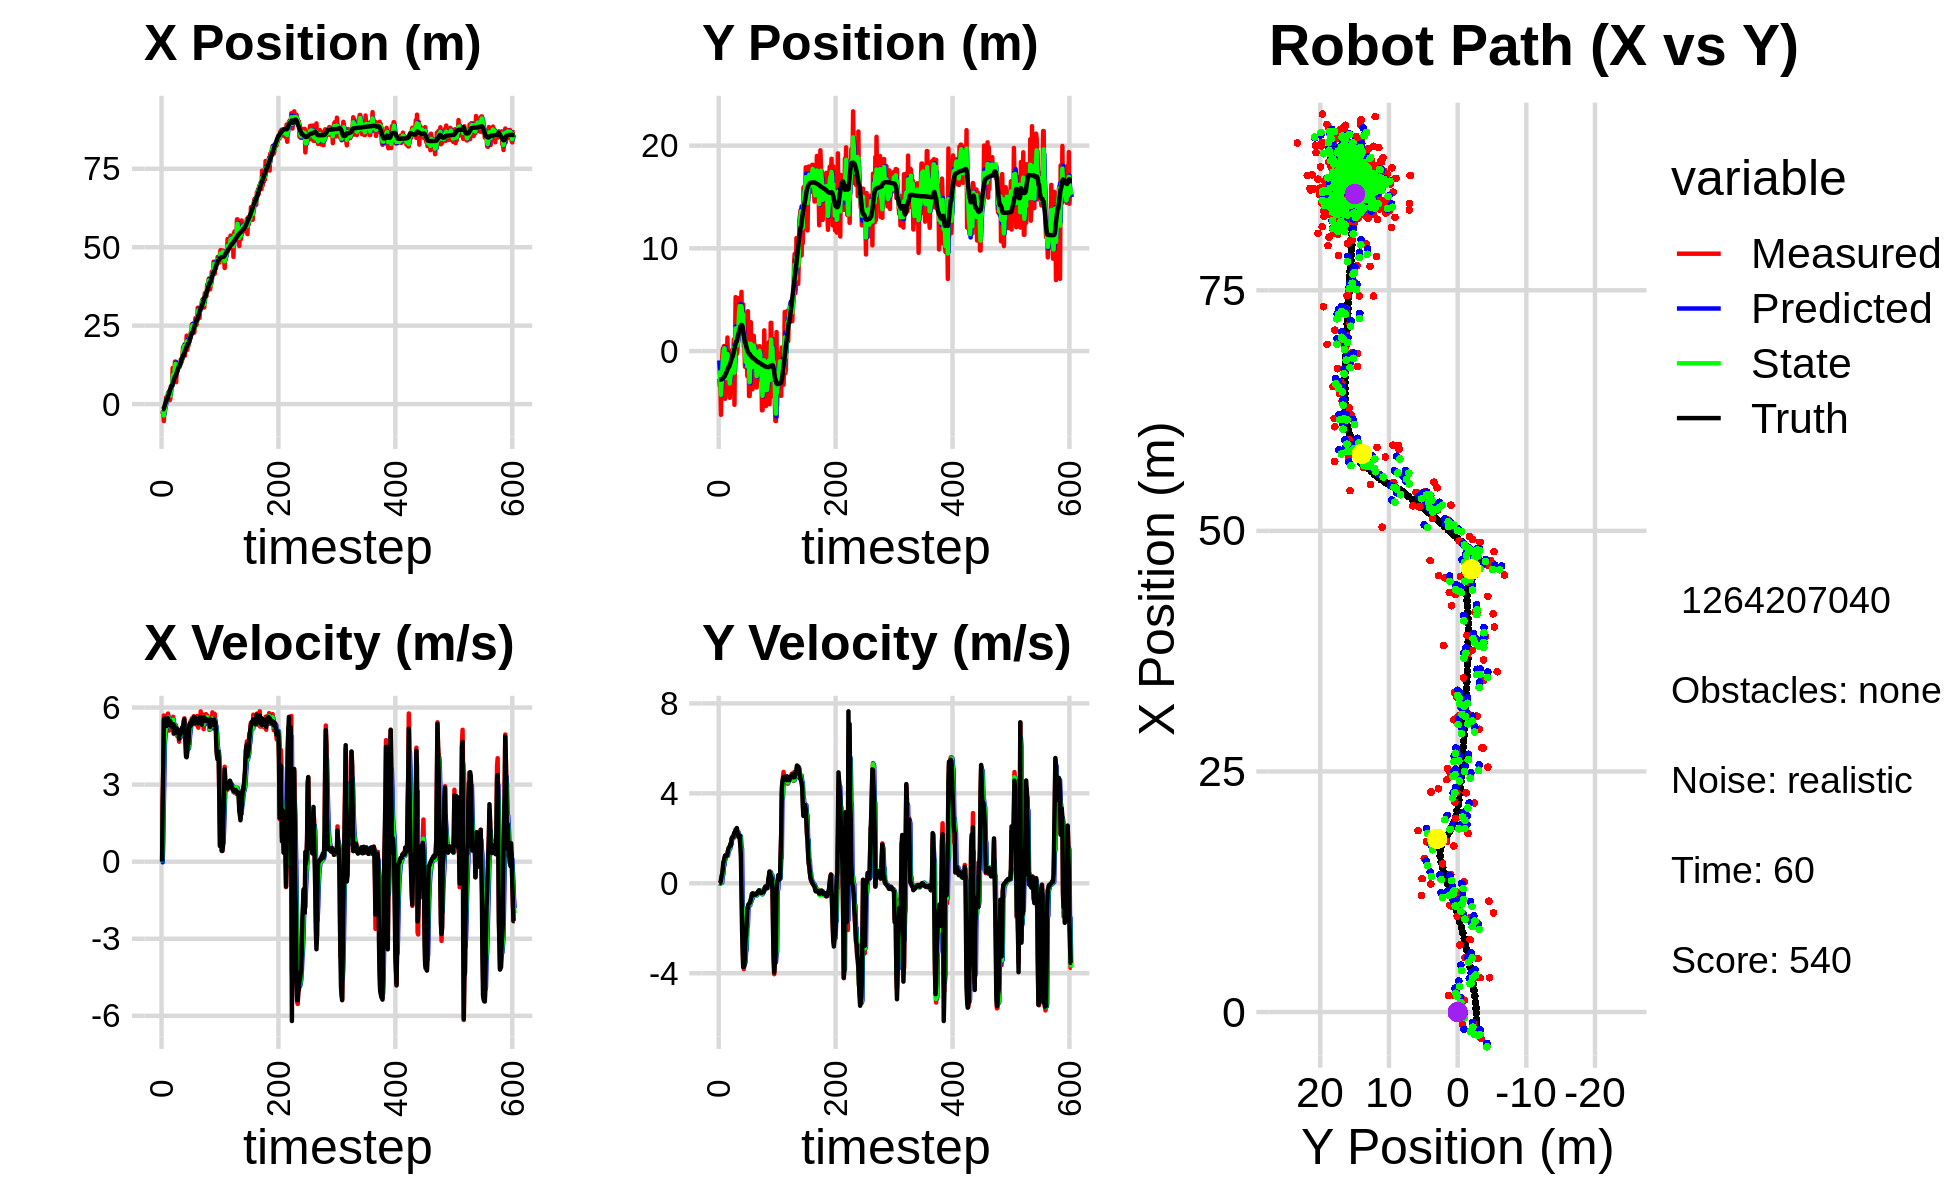 X Position (m)
75
50
25
0
0
200
400
600
timestep
Y Position (m)
20
10
0
0
200
400
600
timestep
X Velocity (m/s)
6
3
0
-3
-6
0
200
400
600
timestep
Y Velocity (m/s)
8
4
0
-4
0
200
400
600
timestep
Robot Path (X vs Y)
X Position (m)
75
50
25
0
20 10 0 -10 -20
Y Position (m)
variable
Measured
Predicted
State
Truth
1264207040
Obstacles: none
Noise: realistic
Time: 60
Score: 540